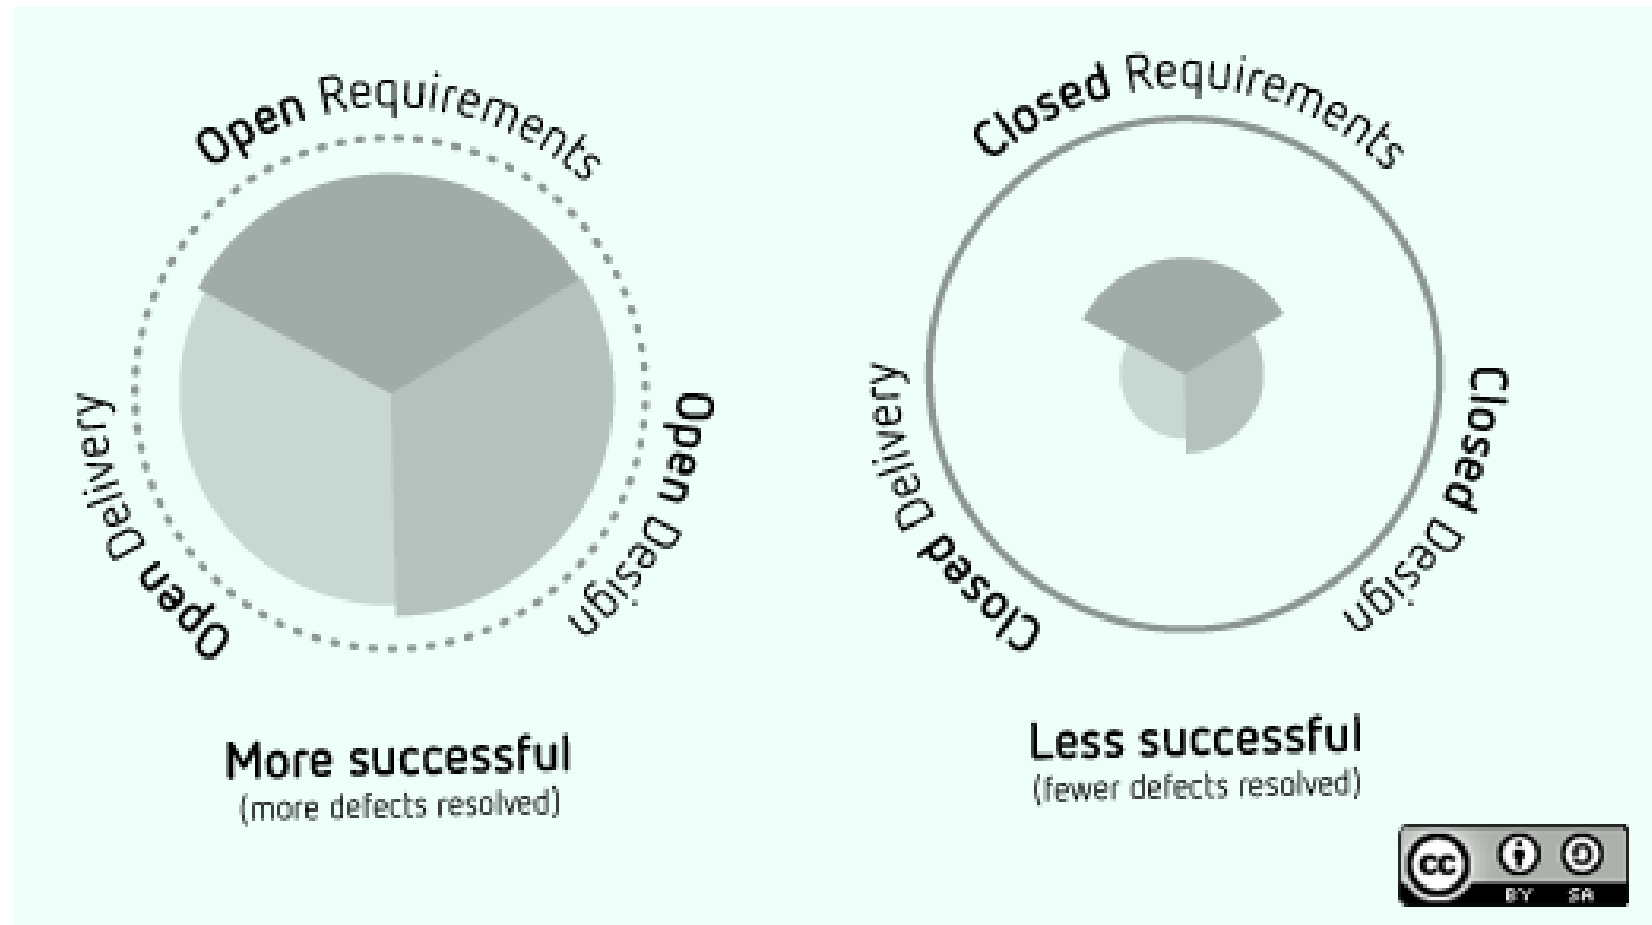 Open Requirements
Open Design
Open Delivery
More successful
(more defects resolved)
Closed Requirements
Closed Design
Closed Delivery
Less successful
(fewer defects resolved)
cc
BY SA